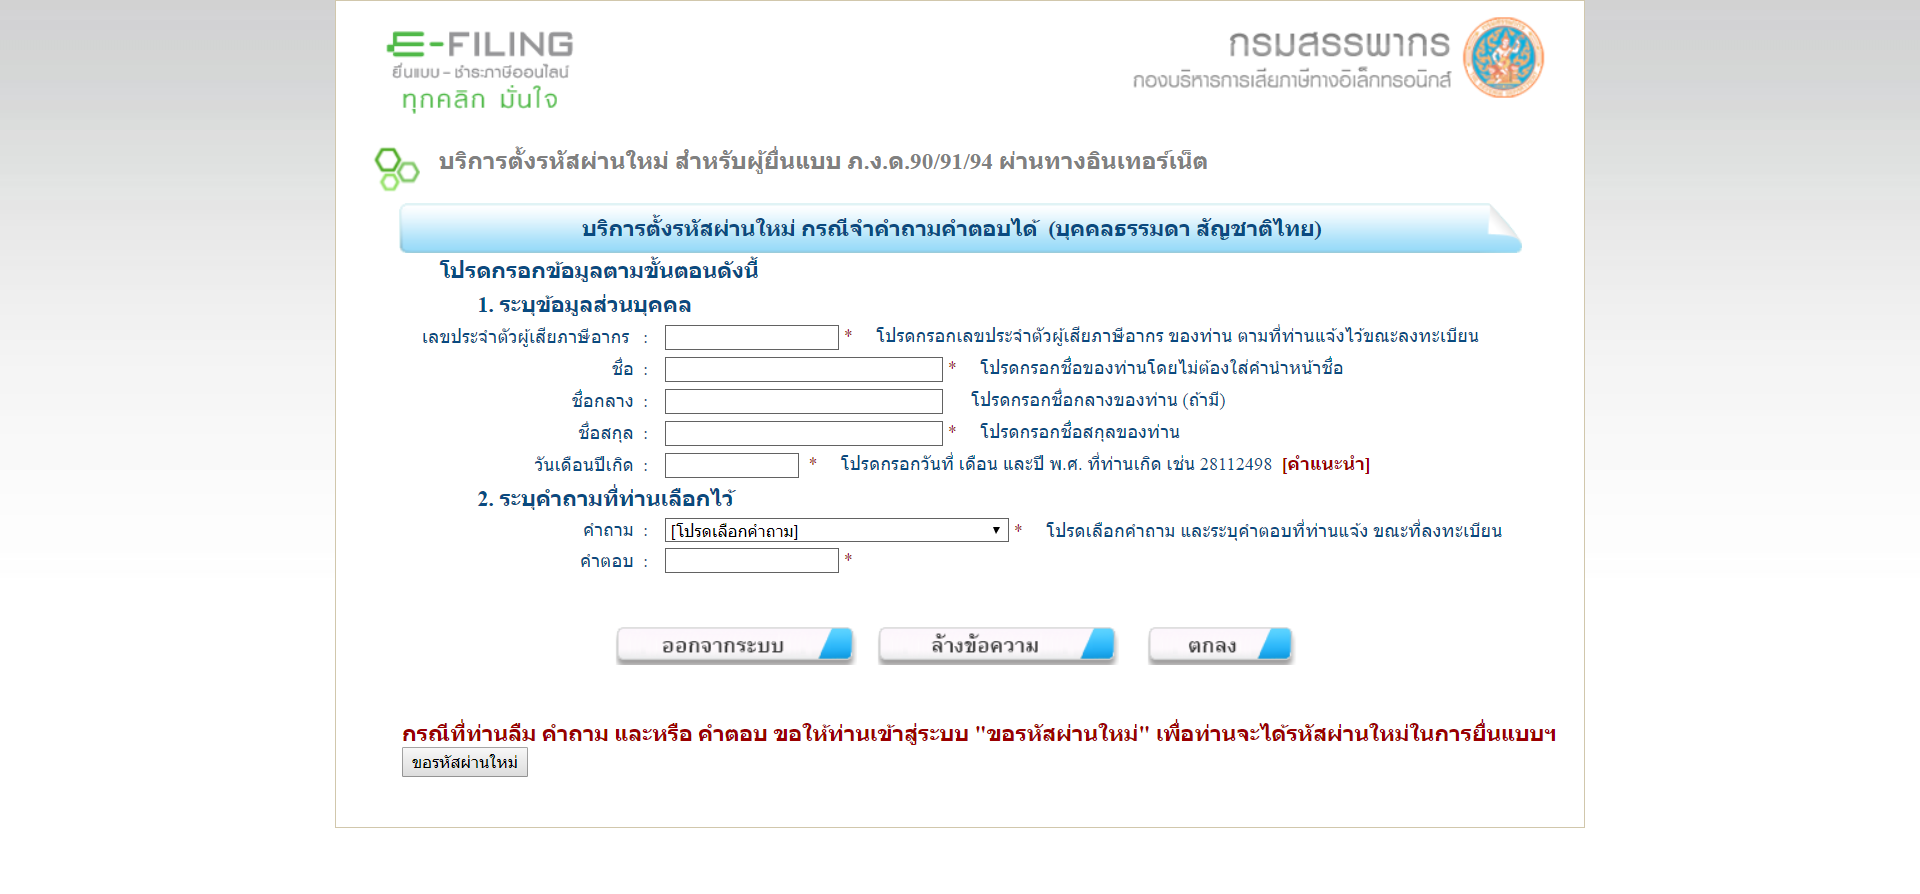 E-FILING
ยื่นแบบ - ชำระภาษีออนไลน์
ทุกคลิก มั่นใจ
กรมสรรพากร
กองบริหารการเสียภาษีทางอิเล็กทรอนิกส์
บริการตั้งรหัสผ่านใหม่ สำหรับผู้ยื่นแบบ ภ.ง.ด.90/91/94 ผ่านทางอินเทอร์เน็ต
บริการตั้งรหัสผ่านใหม่ กรณีจำคำถามคำตอบได้ (บุคคลธรรมดา สัญชาติไทย)
โปรดกรอกข้อมูลตามขั้นตอนดังนี้
1. ระบุข้อมูลส่วนบุคคล
เลขประจำตัวผู้เสียภาษีอากร : * โปรดกรอกเลขประจำตัวผู้เสียภาษีอากร ของท่าน ตามที่ท่านแจ้งไว้ขณะลงทะเบียน
ชื่อ : * โปรดกรอกชื่อของท่านโดยไม่ต้องใส่คำนำหน้าชื่อ
ชื่อกลาง : โปรดกรอกชื่อกลางของท่าน (ถ้ามี)
ชื่อสกุล : * โปรดกรอกชื่อสกุลของท่าน
วันเดือนปีเกิด : * โปรดกรอกวันที่ เดือน และปี พ.ศ. ที่ท่านเกิด เช่น 28112498 [คำแนะนำ]
2. ระบุคำถามที่ท่านเลือกไว้
คำถาม : [โปรดเลือกคำถาม] * โปรดเลือกคำถาม และระบุคำตอบที่ท่านแจ้ง ขณะที่ลงทะเบียน
คำตอบ : *
ออกจากระบบ ล้างข้อความ ตกลง
กรณีที่ท่านลืม คำถาม และหรือ คำตอบ ขอให้ท่านเข้าสู่ระบบ "ขอรหัสผ่านใหม่" เพื่อท่านจะได้รหัสผ่านใหม่ในการยื่นแบบฯ
ขอรหัสผ่านใหม่